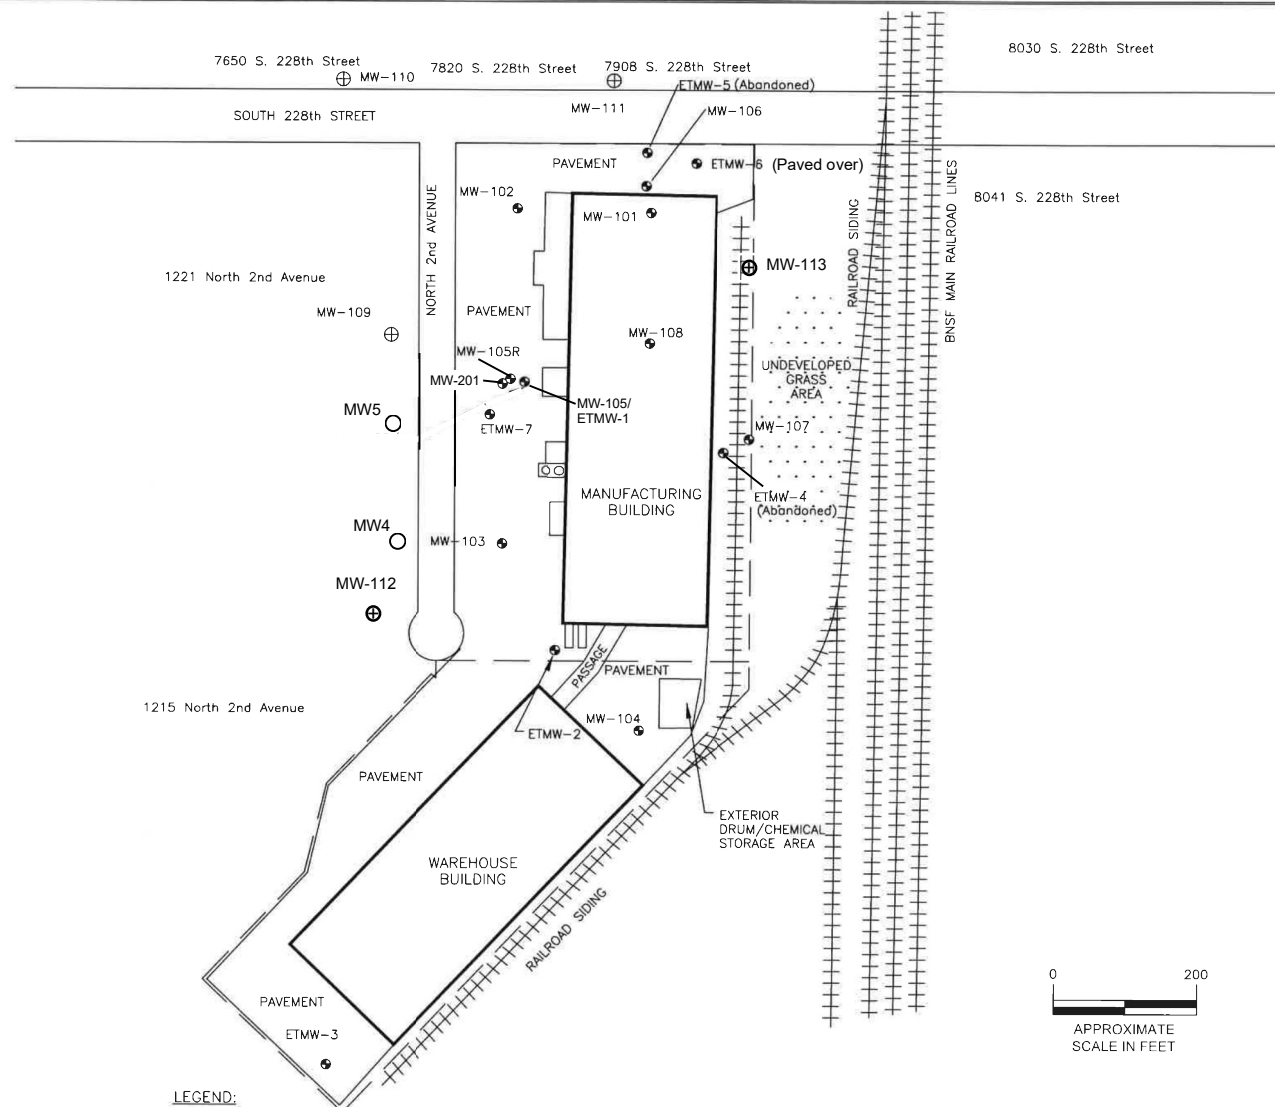 7650 S. 228th Street
7820 S. 228th Street
7908 S. 228th Street
8030 S. 228th Street
MW-110
ETMW-5 (Abandoned)
MW-111
MW-106
SOUTH 228th STREET
PAVEMENT
ETMW-6 (Paved over)
MW-102
MW-101
8041 S. 228th Street
NORTH 2nd AVENUE
RAILROAD SIDING
BNSF MAIN RAILROAD LINES
MW-113
1221 North 2nd Avenue
MW-109
PAVEMENT
MW-108
MW-105R
MW-201
UNDEVELOPED
GRASS
AREA
MW-105/
ETMW-1
MW5
ETMW-7
MW-107
MANUFACTURING
BUILDING
ETMW-4
(Abandoned)
MW4
MW-103
MW-112
PASSAGE
PAVEMENT
1215 North 2nd Avenue
MW-104
ETMW-2
PAVEMENT
EXTERIOR
DRUM/CHEMICAL
STORAGE AREA
WAREHOUSE
BUILDING
RAILROAD SIDING
0 200
APPROXIMATE
SCALE IN FEET
PAVEMENT
ETMW-3
LEGEND: